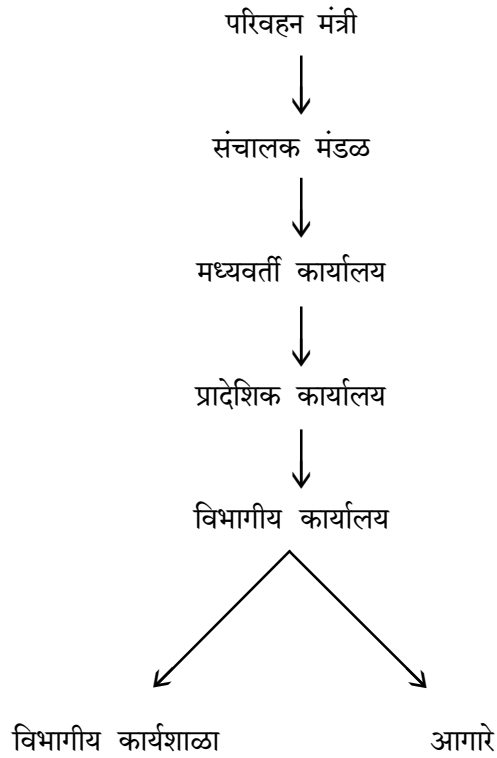 परिवहन मंत्री
संचालक मंडळ
मध्यवर्ती कार्यालय
प्रादेशिक कार्यालय
विभागीय कार्यालय
विभागीय कार्यशाळा आगारे